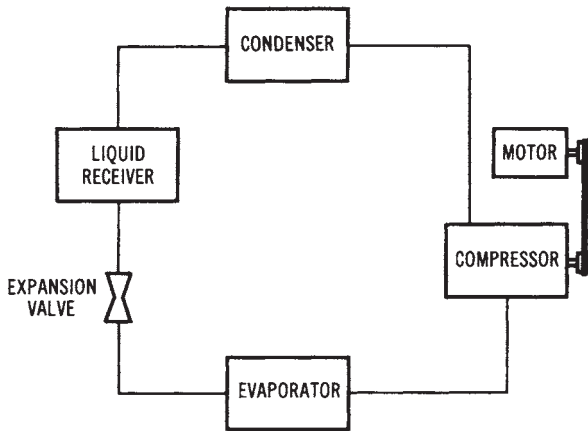 CONDENSER
LIQUID
RECEIVER
MOTOR
COMPRESSOR
EXPANSION
VALVE
EVAPORATOR